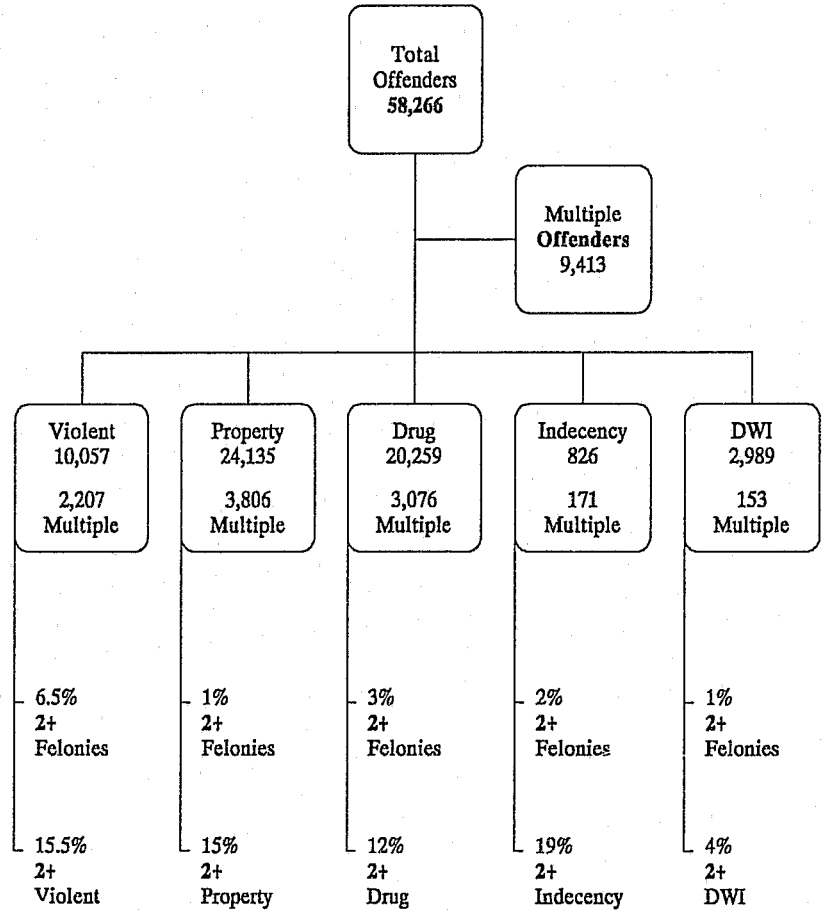 Total
Offenders
58,266
Multiple
Offenders
9,413
Violent
10,057
2,207
Multiple
Property
24,135
3,806
Multiple
Drug
20,259
3,076
Multiple
Indecency
826
171
Multiple
DWI
2,989
153
Multiple
6.5%
2+
Felonies
1%
2+
Felonies
3%
2+
Felonies
2%
2+
Felonies
1%
2+
Felonies
15.5%
2+
Violent
15%
2+
Property
12%
2+
Drug
19%
2+
Indecency
4%
2+
DWI